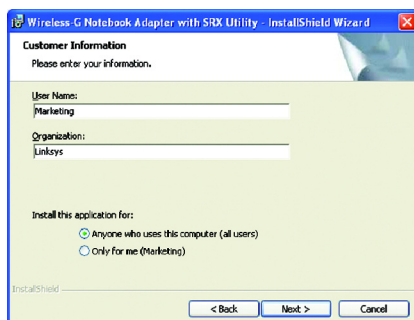 Wireless-G Notebook Adapter with SRX Utility - InstallShield Wizard
Customer Information
Please enter your information.
User Name:
Marketing
Organization:
Linksys
Install this application for:
Anyone who uses this computer (all users)
Only for me (Marketing)
InstallShield
< Back
Next >
Cancel